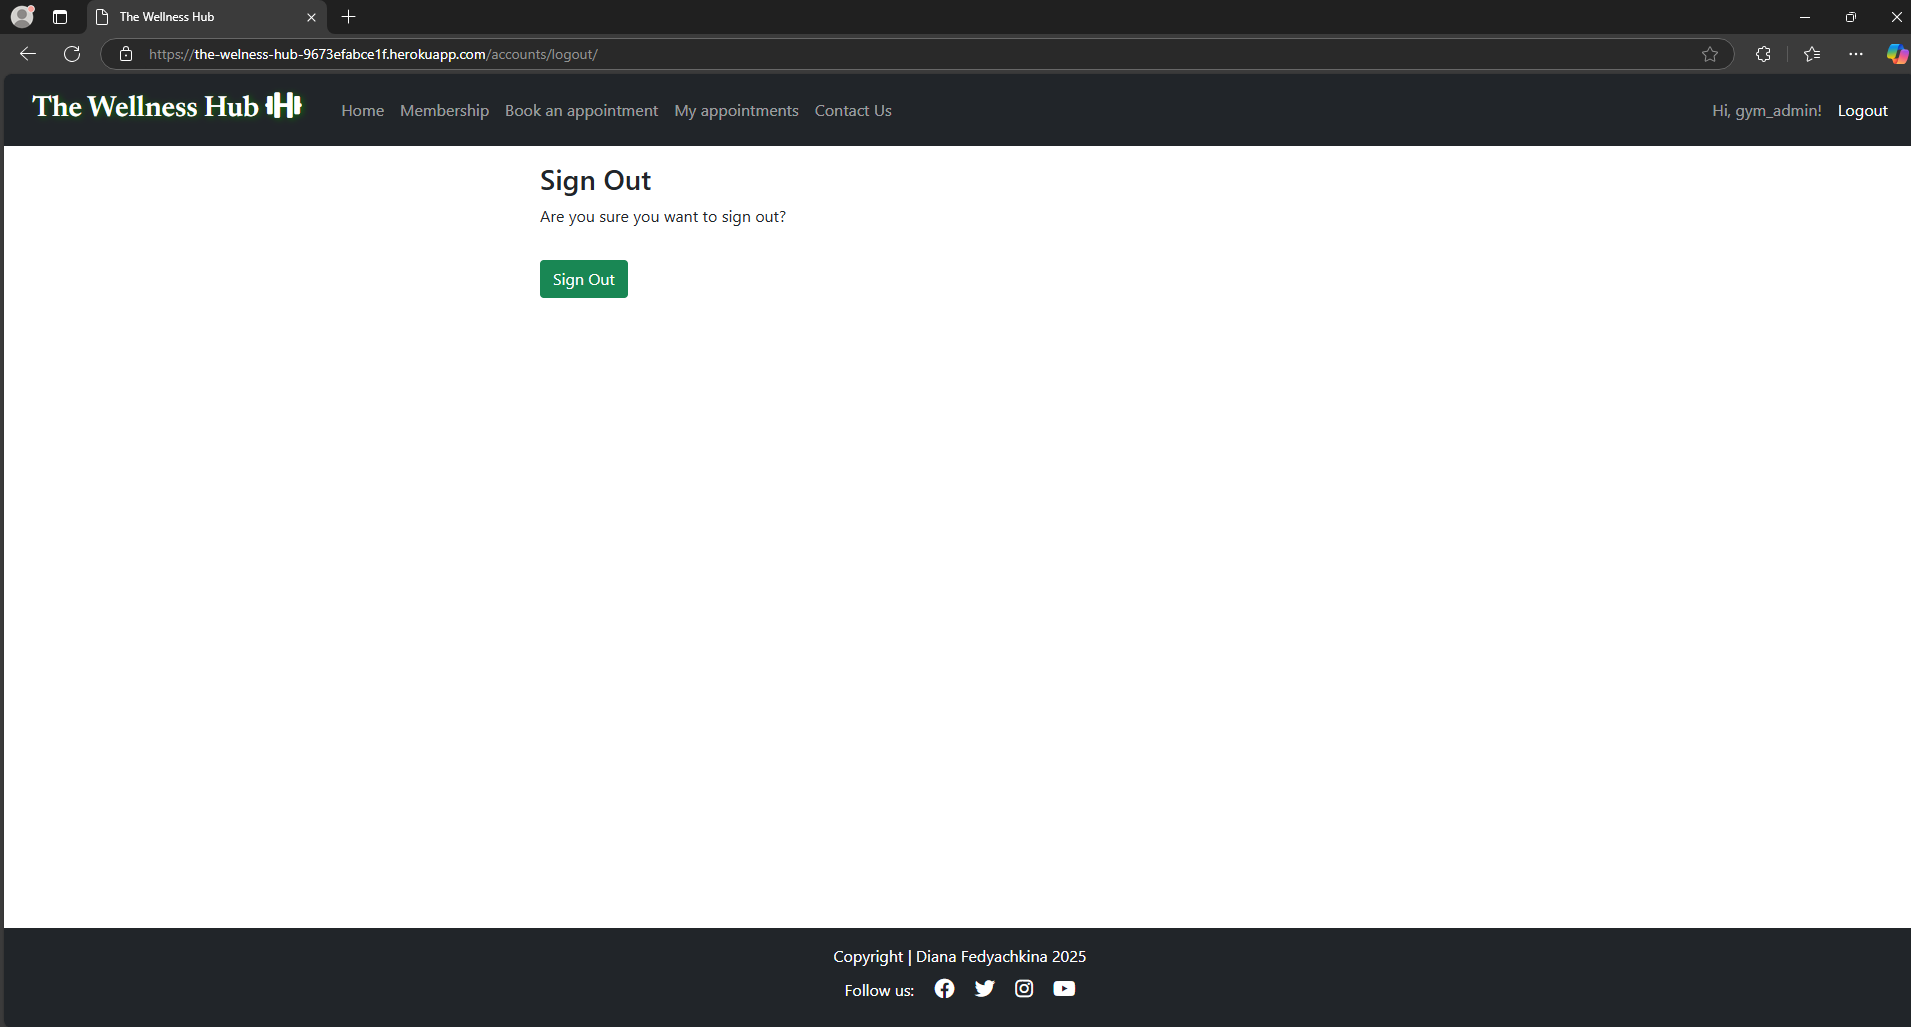 The Wellness Hub
https://the-welness-hub-9673efabce1f.herokuapp.com/accounts/logout/
The Wellness Hub
Home Membership Book an appointment My appointments Contact Us Hi, gym_admin! Logout
Sign Out
Are you sure you want to sign out?
Sign Out
Copyright | Diana Fedyachkina 2025
Follow us: